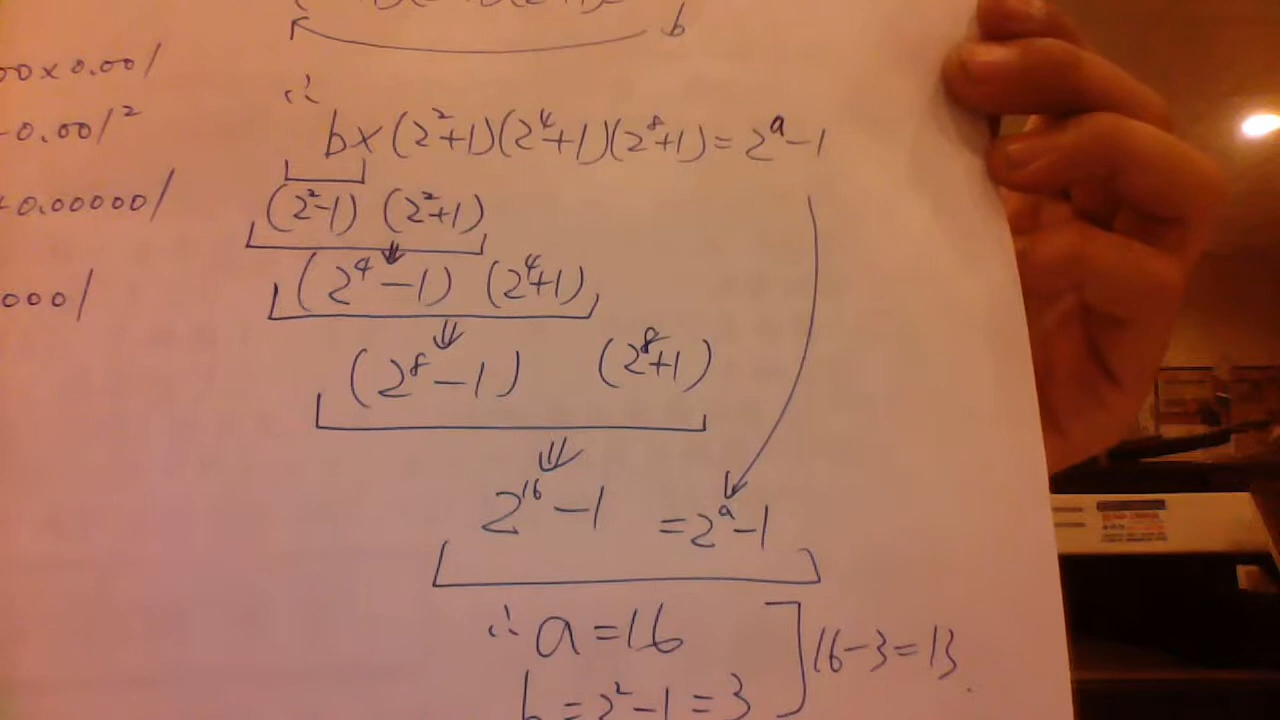 b
00×0.001
∴
-0.001²
b×(2²+1)(2⁴+1)(2⁸+1)=2ᵃ-1
+0.000001
(2²-1) (2²+1)
(2⁴-1) (2⁴+1)
0001
(2⁸-1) (2⁸+1)
2¹⁶-1 =2ᵃ-1
∴ a=16
16-3=13.
b=2²-1=3